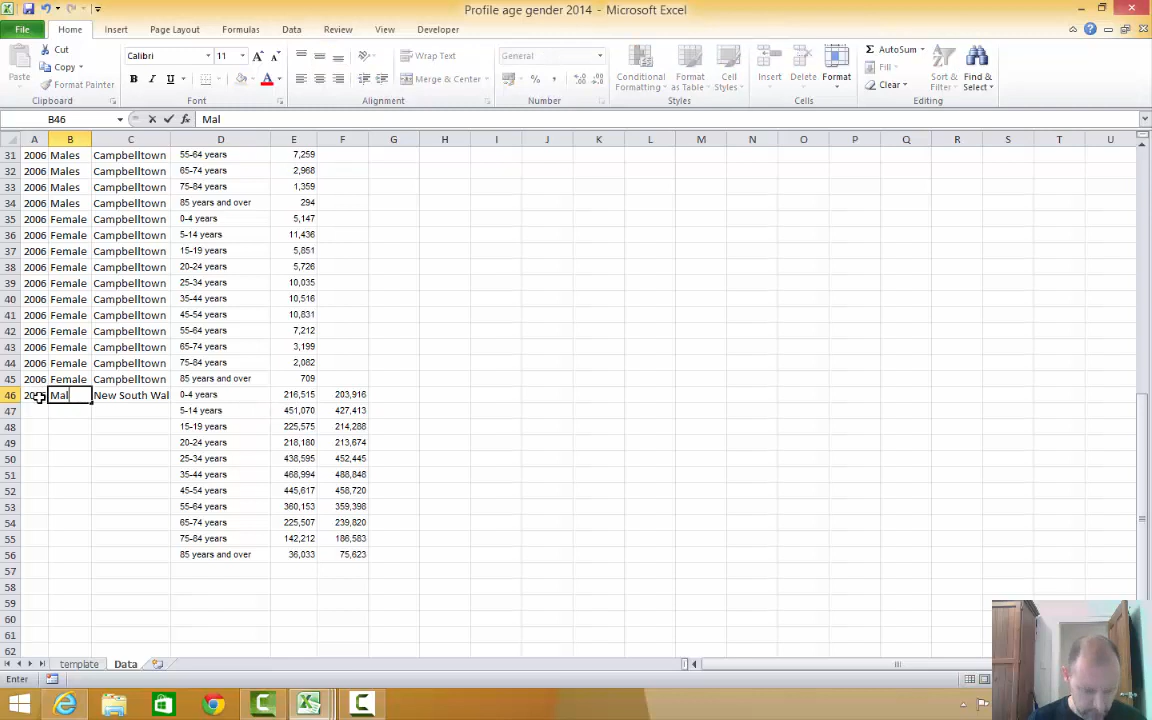 Profile age gender 2014 - Microsoft Excel
File Home Insert Page Layout Formulas Data Review View Developer
Cut Calibri 11 Wrap Text General AutoSum
Copy Fill
Paste Format Painter B I U A Merge & Center $ % , Conditional Formatting Format as Table Cell Styles Insert Delete Format Clear Sort & Filter Find & Select
Clipboard Font Alignment Number Styles Cells Editing
B46 fx Mal
A B C D E F G H I J K L M N O P Q R S T U
31 2006 Males Campbelltown 55-64 years 7,259
32 2006 Males Campbelltown 65-74 years 2,968
33 2006 Males Campbelltown 75-84 years 1,359
34 2006 Males Campbelltown 85 years and over 294
35 2006 Female Campbelltown 0-4 years 5,147
36 2006 Female Campbelltown 5-14 years 11,436
37 2006 Female Campbelltown 15-19 years 5,851
38 2006 Female Campbelltown 20-24 years 5,726
39 2006 Female Campbelltown 25-34 years 10,035
40 2006 Female Campbelltown 35-44 years 10,516
41 2006 Female Campbelltown 45-54 years 10,831
42 2006 Female Campbelltown 55-64 years 7,212
43 2006 Female Campbelltown 65-74 years 3,199
44 2006 Female Campbelltown 75-84 years 2,082
45 2006 Female Campbelltown 85 years and over 709
46 Mal New South Wal 0-4 years 216,515 203,916
47 5-14 years 451,070 427,413
48 15-19 years 225,575 214,288
49 20-24 years 218,180 213,674
50 25-34 years 438,595 452,445
51 35-44 years 468,994 488,848
52 45-54 years 445,617 458,720
53 55-64 years 360,153 359,398
54 65-74 years 225,507 239,820
55 75-84 years 142,212 186,583
56 85 years and over 36,033 75,623
57
58
59
60
61
62
template Data
Enter